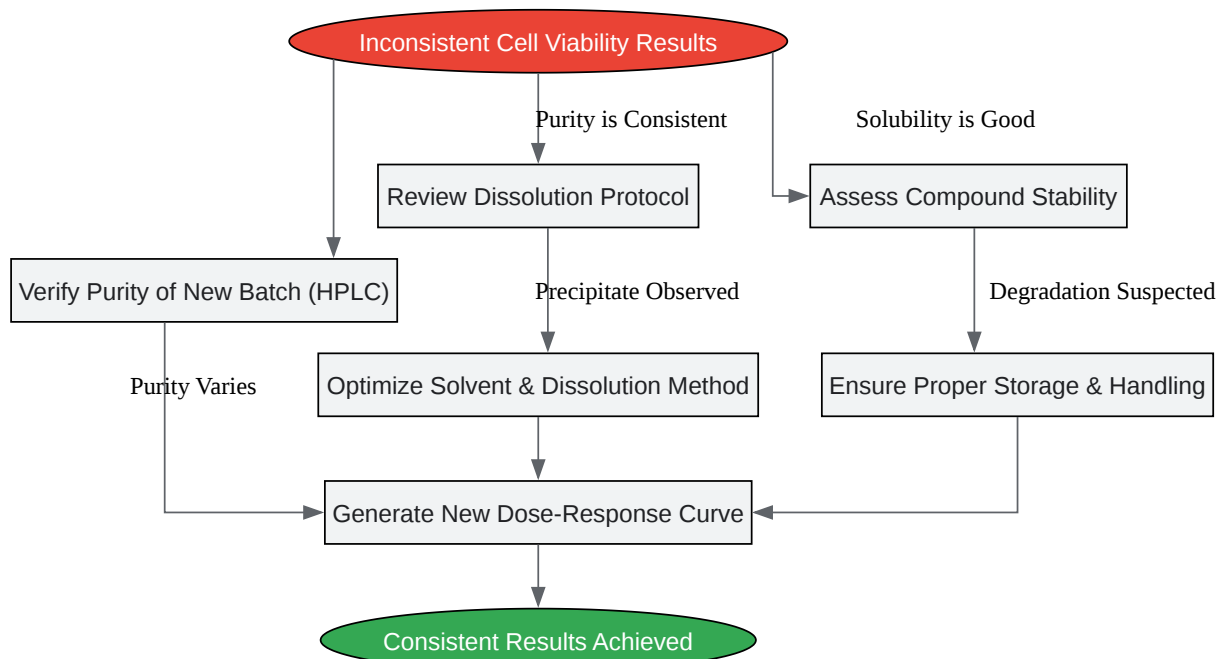 Inconsistent Cell Viability Results
Purity is Consistent
Solubility is Good
Review Dissolution Protocol
Assess Compound Stability
Verify Purity of New Batch (HPLC)
Precipitate Observed
Degradation Suspected
Purity Varies
Optimize Solvent & Dissolution Method
Ensure Proper Storage & Handling
Generate New Dose-Response Curve
Consistent Results Achieved